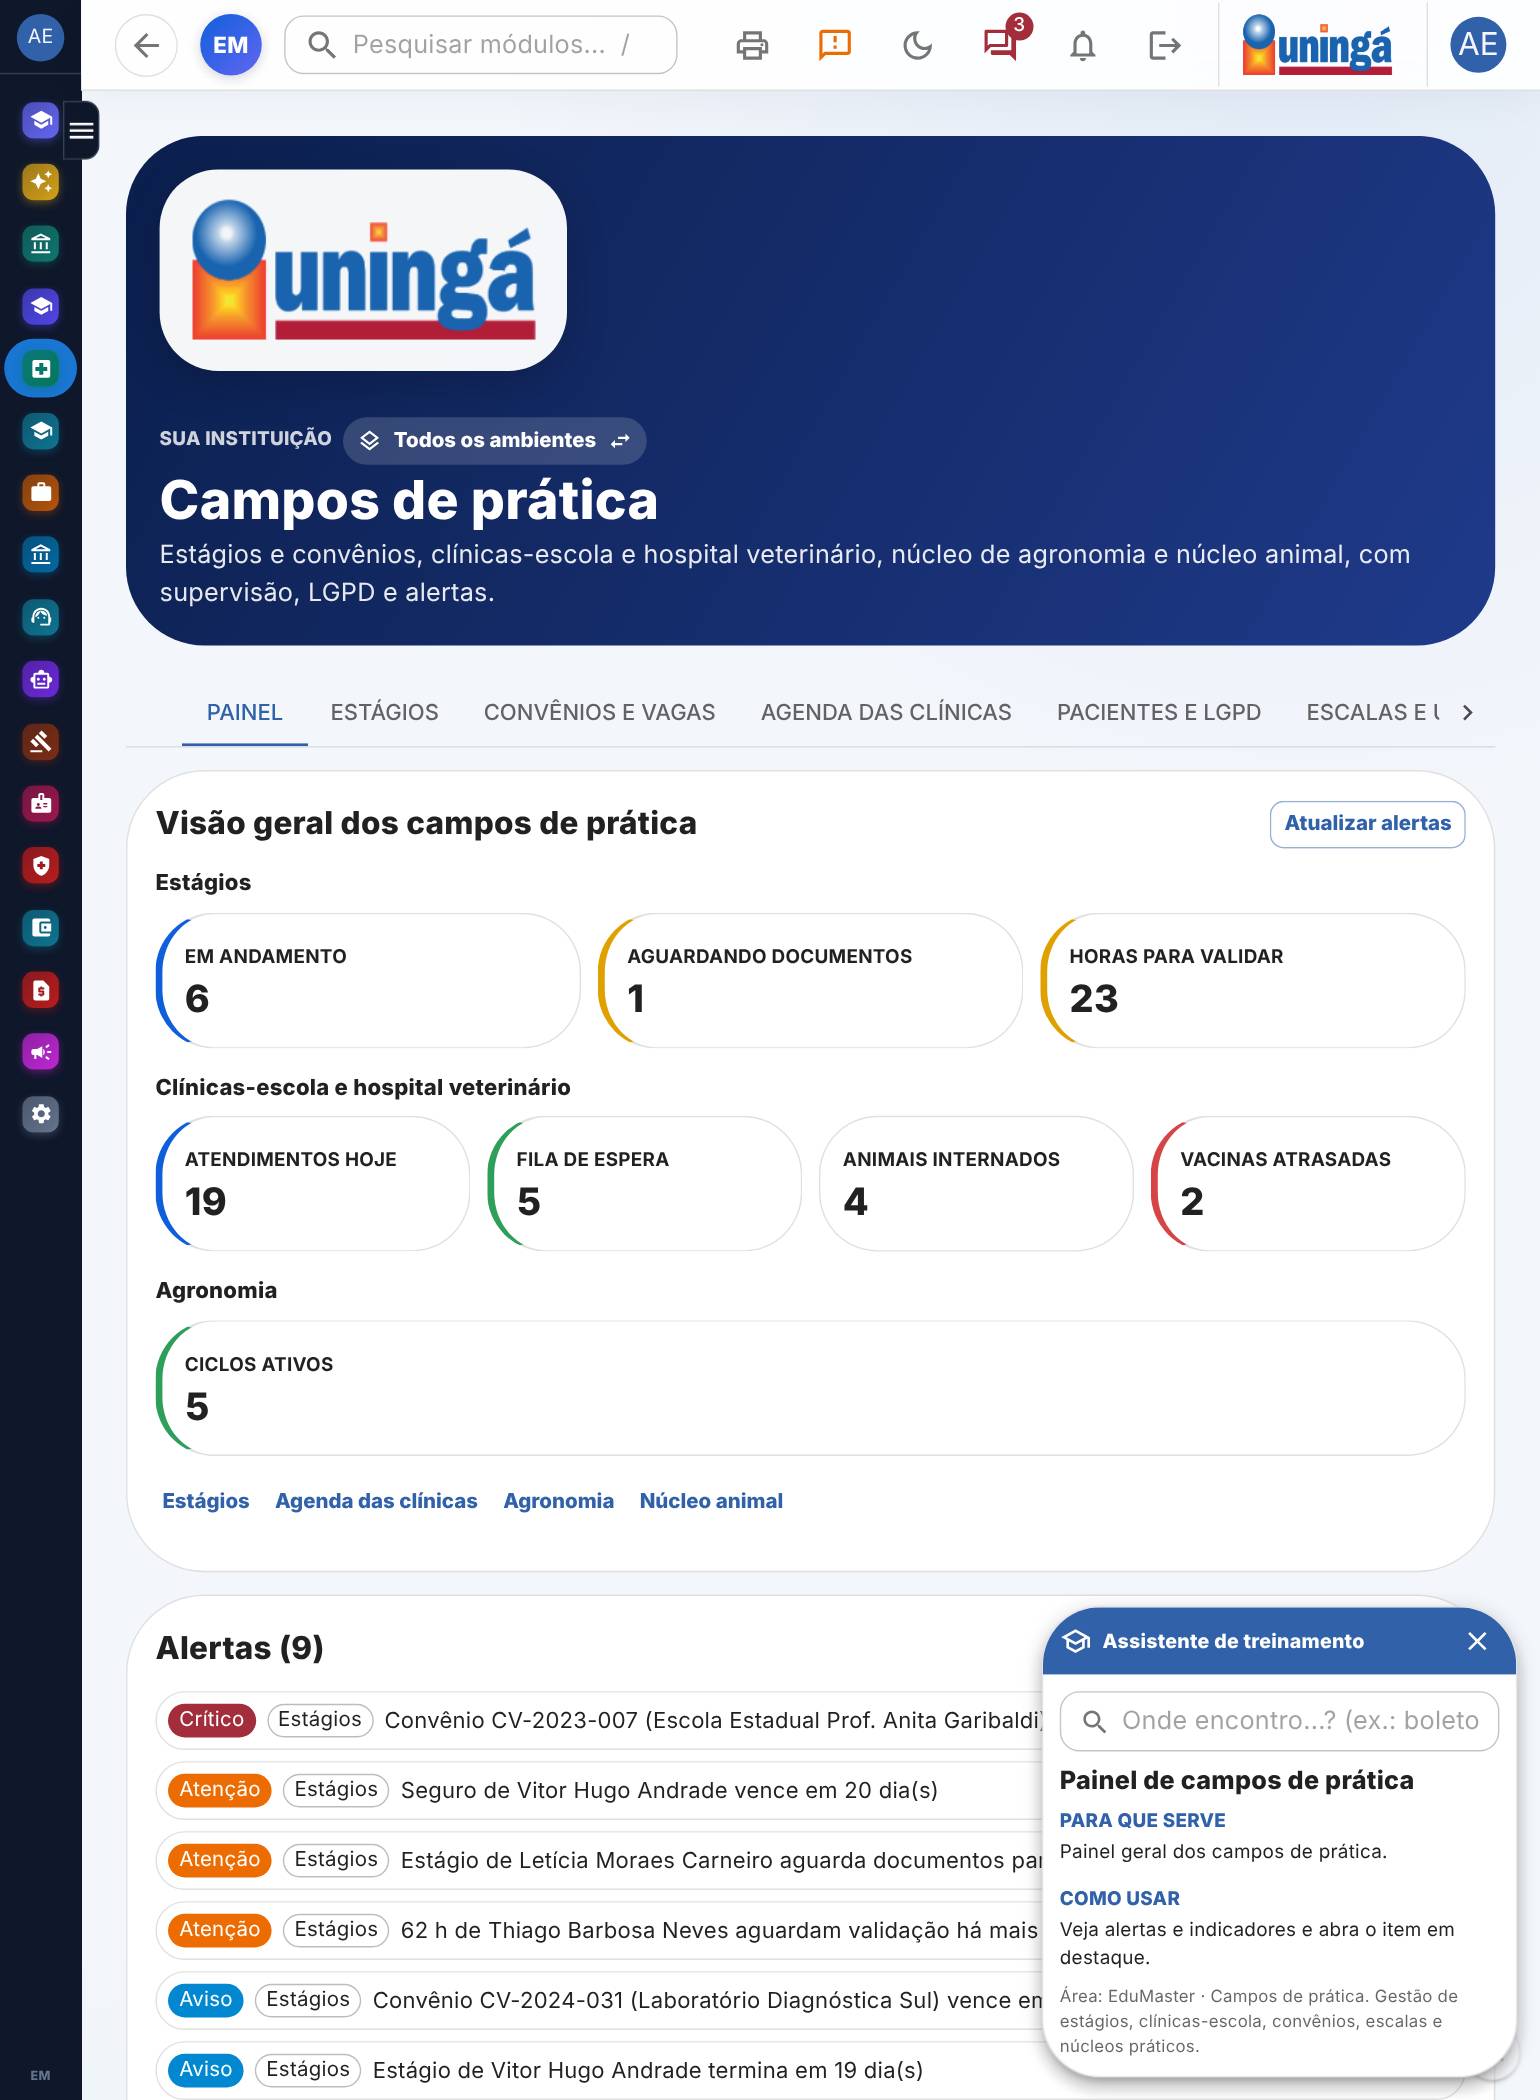 AE
EM
Pesquisar módulos... /
3
uningá
AE
uningá
SUA INSTITUIÇÃO
Todos os ambientes
Campos de prática
Estágios e convênios, clínicas-escola e hospital veterinário, núcleo de agronomia e núcleo animal, com
supervisão, LGPD e alertas.
PAINEL
ESTÁGIOS
CONVÊNIOS E VAGAS
AGENDA DAS CLÍNICAS
PACIENTES E LGPD
ESCALAS E
Visão geral dos campos de prática
Atualizar alertas
Estágios
EM ANDAMENTO
6
AGUARDANDO DOCUMENTOS
1
HORAS PARA VALIDAR
23
Clínicas-escola e hospital veterinário
ATENDIMENTOS HOJE
19
FILA DE ESPERA
5
ANIMAIS INTERNADOS
4
VACINAS ATRASADAS
2
Agronomia
CICLOS ATIVOS
5
Estágios
Agenda das clínicas
Agronomia
Núcleo animal
Alertas (9)
Crítico Estágios Convênio CV-2023-007 (Escola Estadual Prof. Anita Garibaldi)
Atenção Estágios Seguro de Vitor Hugo Andrade vence em 20 dia(s)
Atenção Estágios Estágio de Letícia Moraes Carneiro aguarda documentos
Atenção Estágios 62 h de Thiago Barbosa Neves aguardam validação há mais
Aviso Estágios Convênio CV-2024-031 (Laboratório Diagnóstica Sul) vence em
Aviso Estágios Estágio de Vitor Hugo Andrade termina em 19 dia(s)
Assistente de treinamento
Onde encontro...? (ex.: boleto
Painel de campos de prática
PARA QUE SERVE
Painel geral dos campos de prática.
COMO USAR
Veja alertas e indicadores e abra o item em
destaque.
Área: EduMaster · Campos de prática. Gestão de
estágios, clínicas-escola, convênios, escalas e
núcleos práticos.
EM